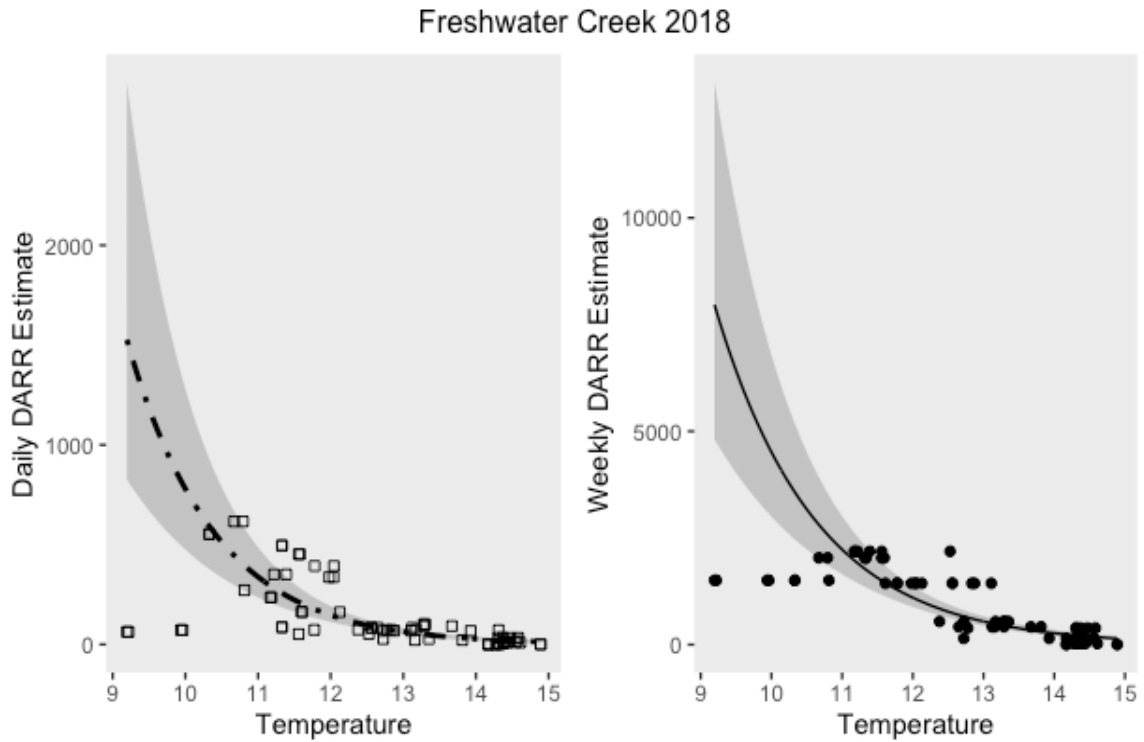 Freshwater Creek 2018
Daily DARR Estimate
2000
1000
0
9 10 11 12 13 14 15
Temperature
Weekly DARR Estimate
10000
5000
0
9 10 11 12 13 14 15
Temperature